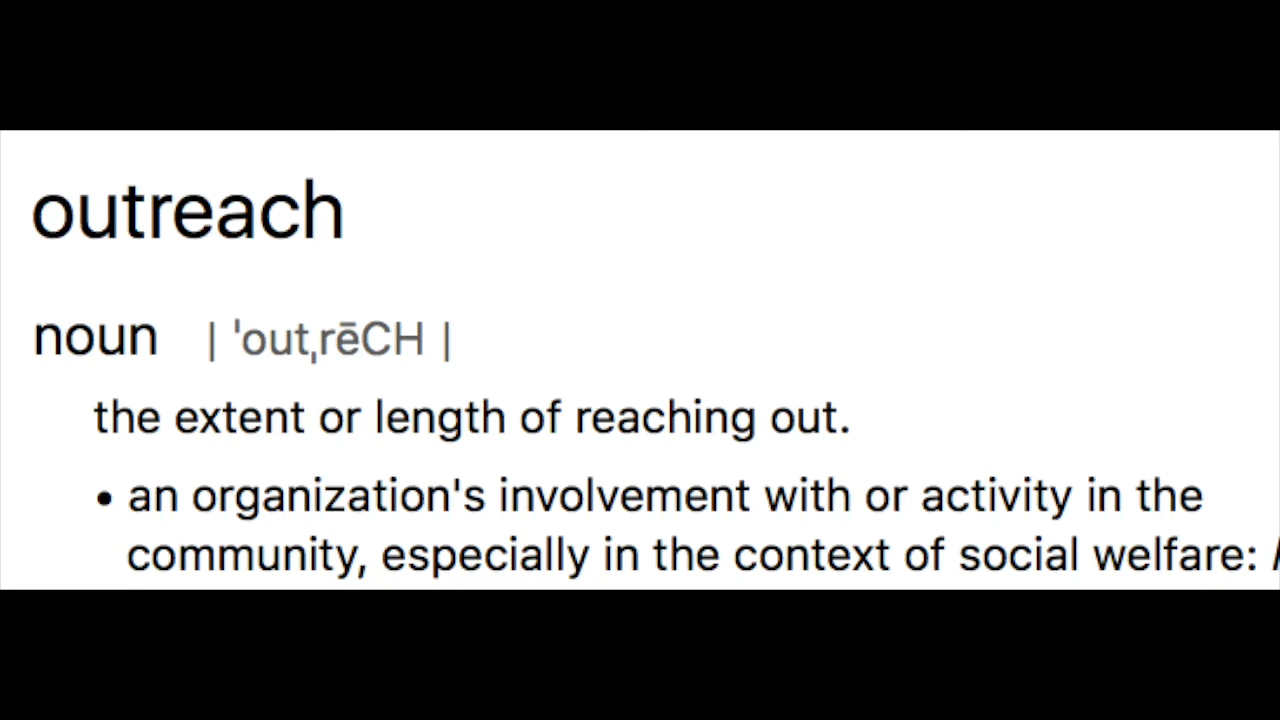 outreach
noun | ˈoutˌrēCH |
the extent or length of reaching out.
• an organization's involvement with or activity in the
community, especially in the context of social welfare: